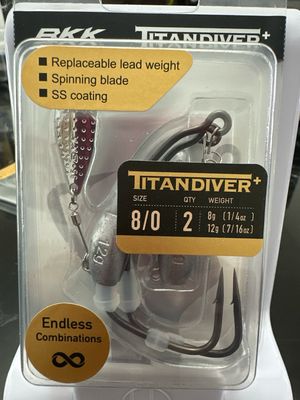 BKK TITANDIVER+
■ Replaceable lead weight
■ Spinning blade
■ SS coating
TITANDIVER+
SIZE QTY WEIGHT
8/0 2 8g (1/4oz)
12g (7/16oz)
12g
Endless
Combinations
∞